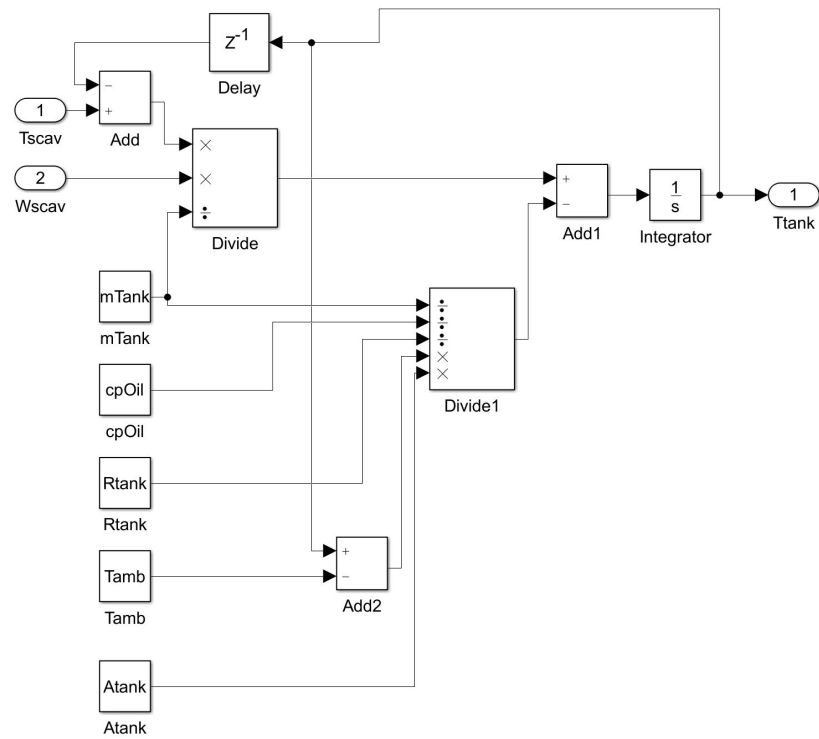 z-1
Delay
−
+
Add
1
Tscav
2
Wscav
×
×
÷
Divide
+
−
Add1
1
s
Integrator
1
Ttank
mTank
mTank
÷
÷
÷
×
×
Divide1
cpOil
cpOil
Rtank
Rtank
+
−
Add2
Tamb
Tamb
Atank
Atank